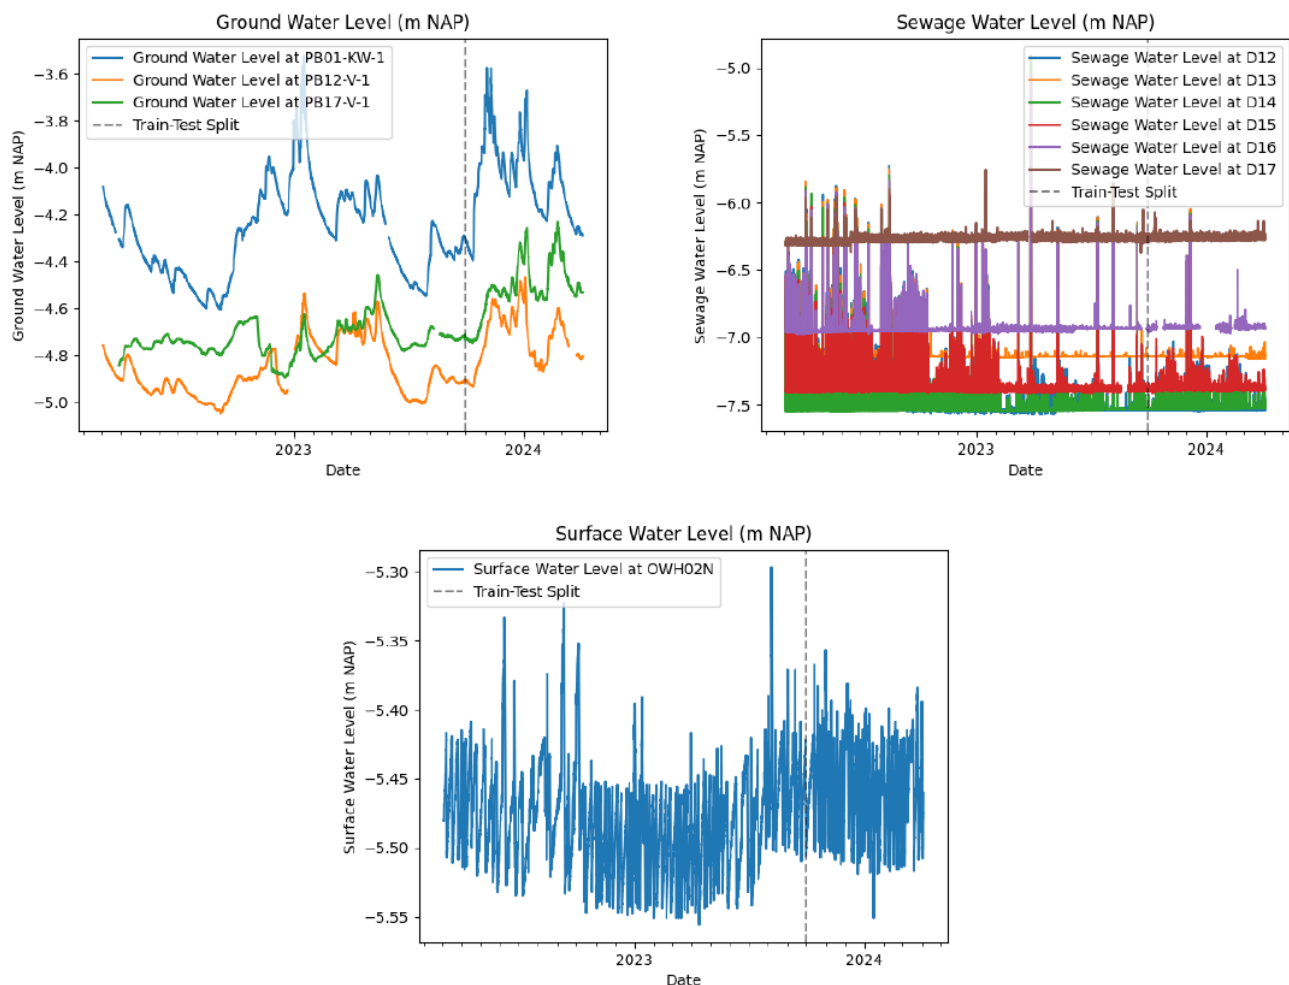 Ground Water Level (m NAP)
Ground Water Level at PB01-KW-1
Ground Water Level at PB12-V-1
Ground Water Level at PB17-V-1
Train-Test Split
Ground Water Level (m NAP)
−3.6
−3.8
−4.0
−4.2
−4.4
−4.6
−4.8
−5.0
2023
2024
Date
Sewage Water Level (m NAP)
Sewage Water Level at D12
Sewage Water Level at D13
Sewage Water Level at D14
Sewage Water Level at D15
Sewage Water Level at D16
Sewage Water Level at D17
Train-Test Split
Sewage Water Level (m NAP)
−5.0
−5.5
−6.0
−6.5
−7.0
−7.5
2023
2024
Date
Surface Water Level (m NAP)
Surface Water Level at OWH02N
Train-Test Split
Surface Water Level (m NAP)
−5.30
−5.35
−5.40
−5.45
−5.50
−5.55
2023
2024
Date